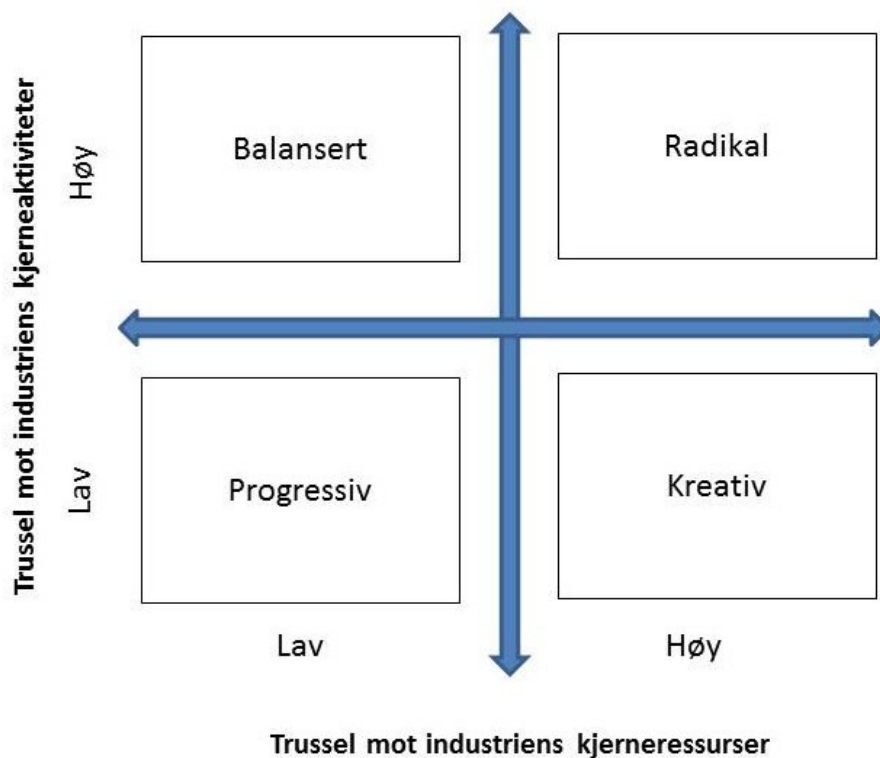 Trussel mot industriens kjerneaktiviteter
Høy
Balansert
Radikal
Lav
Progressiv
Kreativ
Lav
Høy
Trussel mot industriens kjerneressurser